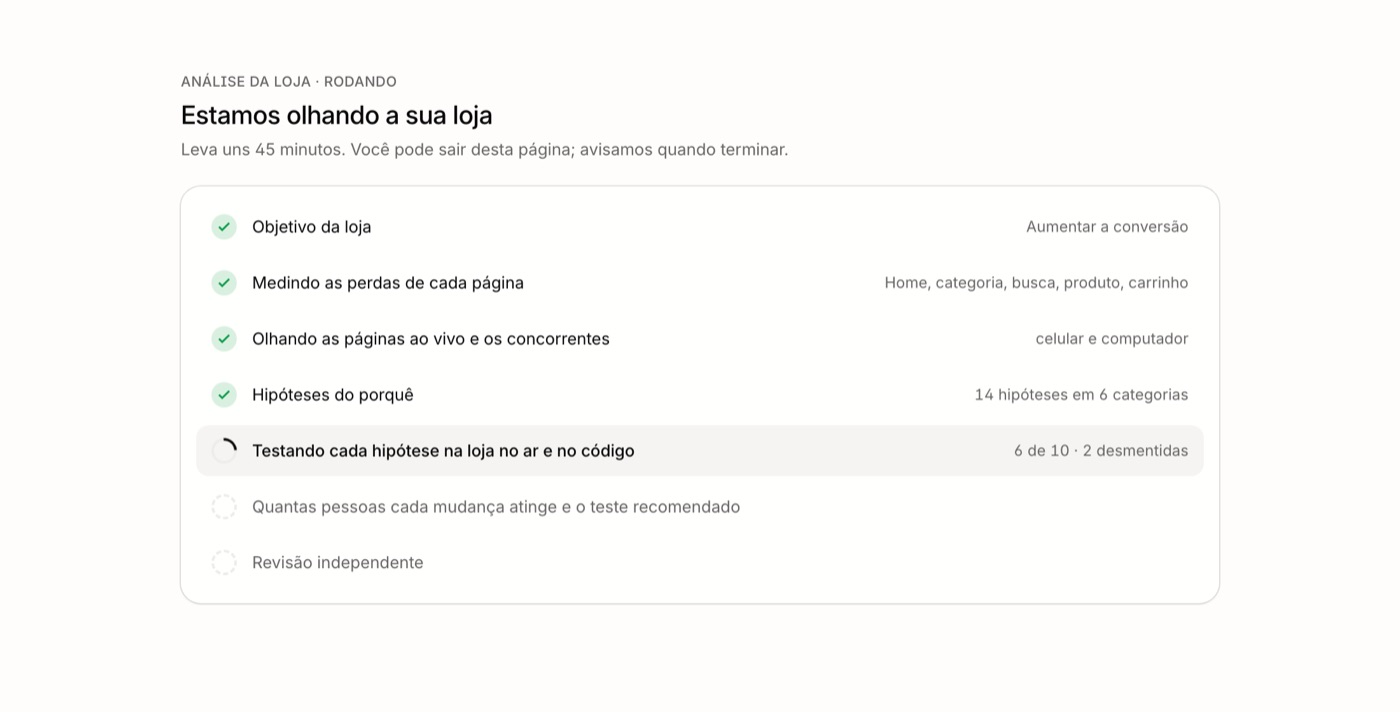 ANÁLISE DA LOJA · RODANDO
Estamos olhando a sua loja
Leva uns 45 minutos. Você pode sair desta página; avisamos quando terminar.
Objetivo da loja Aumentar a conversão
Medindo as perdas de cada página Home, categoria, busca, produto, carrinho
Olhando as páginas ao vivo e os concorrentes celular e computador
Hipóteses do porquê 14 hipóteses em 6 categorias
Testando cada hipótese na loja no ar e no código 6 de 10 · 2 desmentidas
Quantas pessoas cada mudança atinge e o teste recomendado
Revisão independente